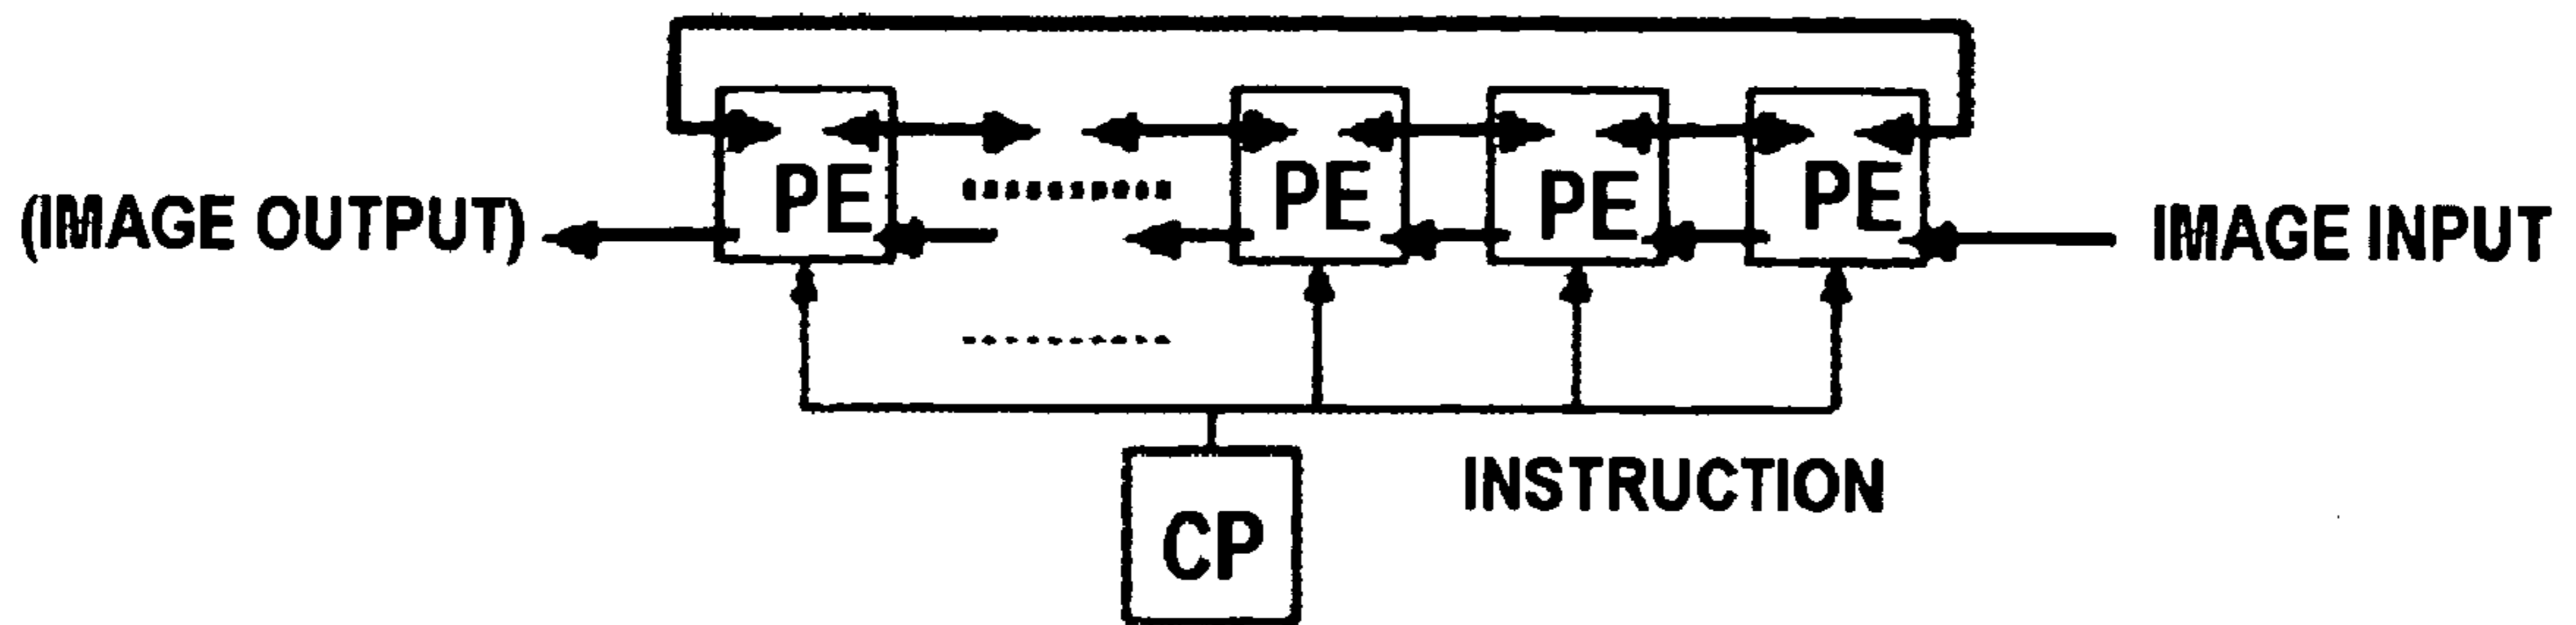 PE PE PE PE
(IMAGE OUTPUT) IMAGE INPUT
INSTRUCTION
CP